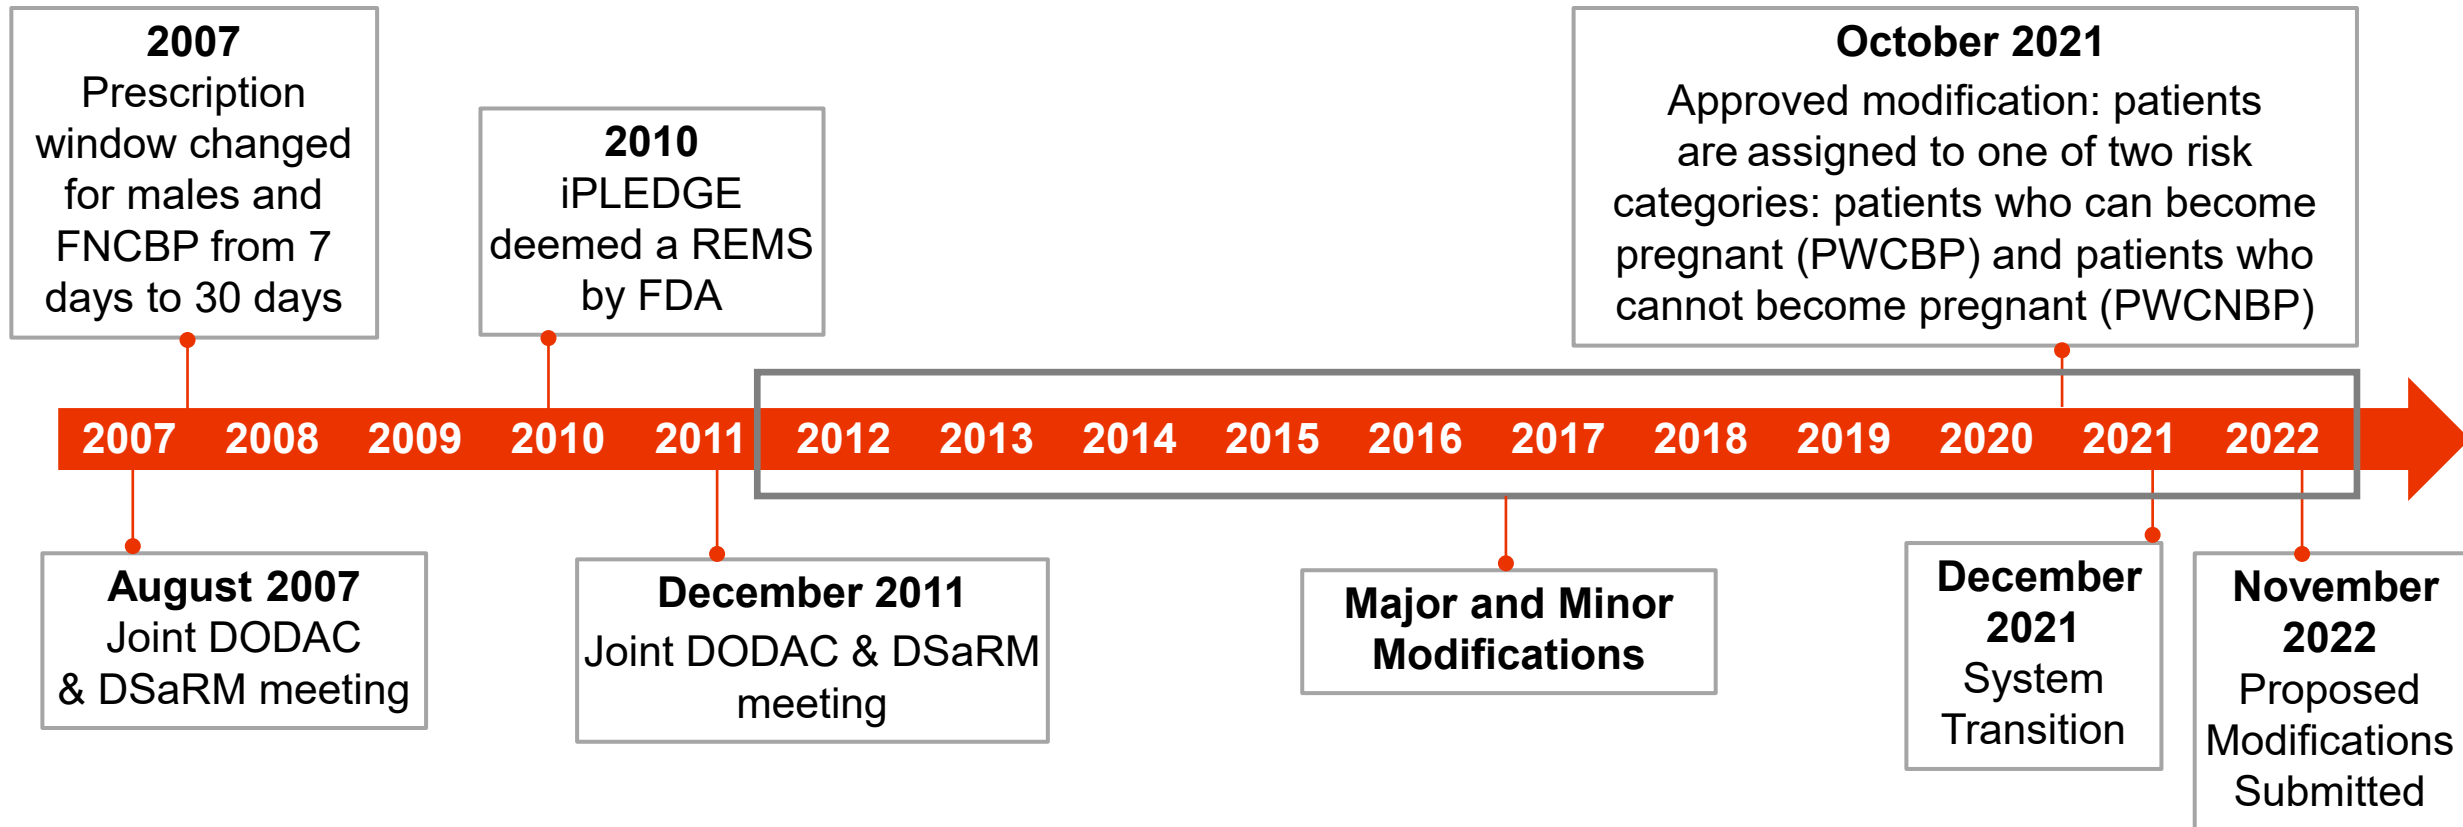 2007
Prescription
window changed
for males and
FNCBP from 7
days to 30 days
2010
iPLEDGE
deemed a REMS
by FDA
October 2021
Approved modification: patients
are assigned to one of two risk
categories: patients who can become
pregnant (PWCBP) and patients who
cannot become pregnant (PWCNBP)
2007 2008 2009 2010 2011 2012 2013 2014 2015 2016 2017 2018 2019 2020 2021 2022
August 2007
Joint DODAC
& DSaRM meeting
December 2011
Joint DODAC & DSaRM
meeting
Major and Minor
Modifications
December
2021
System
Transition
November
2022
Proposed
Modifications
Submitted